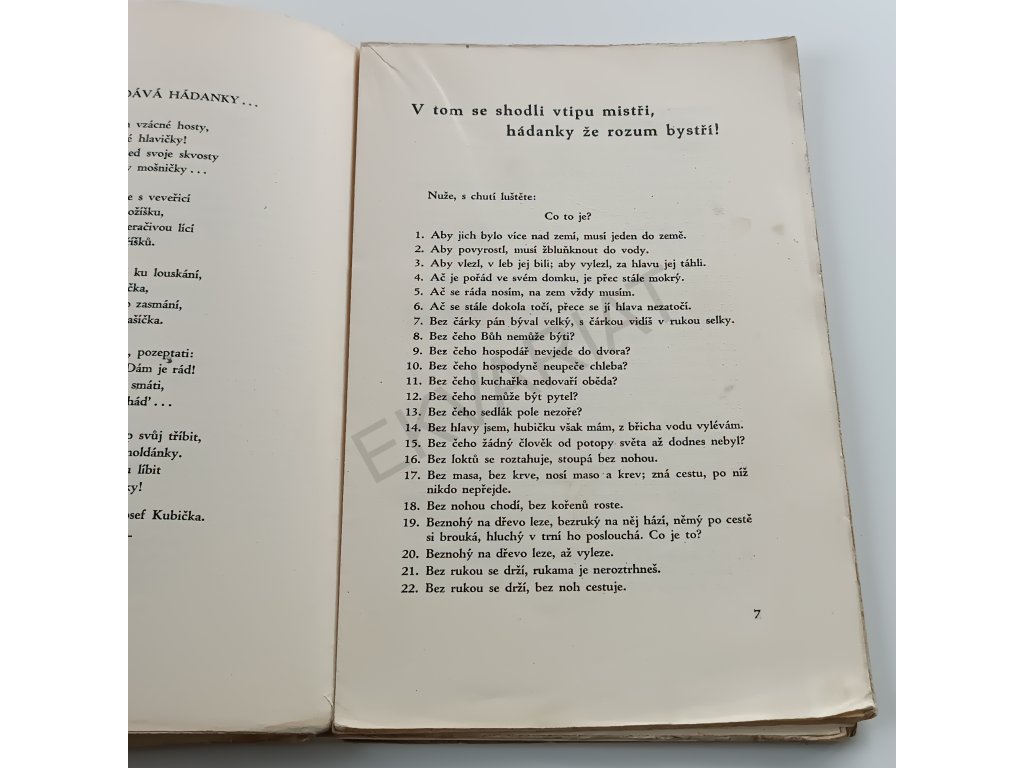 DÁVÁ HÁDANKY...
vzácné hosty,
hlavičky!
svoje skvosty
mošničky...
s veveřicí
lící
ku louskání,
zasmání,
pozeptati:
Dám je rád!
smáti,
svůj tříbit,
líbit
Josef Kubička.
V tom se shodli vtipu mistři,
hádanky že rozum bystří!
Nuže, s chutí luštěte:
Co to je?
1. Aby jich bylo více nad zemí, musí jeden do země.
2. Aby povyrostl, musí žbluňknout do vody.
3. Aby vlezl, v leb jej bili; aby vylezl, za hlavu jej táhli.
4. Ač je pořád ve svém domku, je přec stále mokrý.
5. Ač se ráda nosím, na zem vždy musím.
6. Ač se stále dokola točí, přece se jí hlava nezatočí.
7. Bez čárky pán býval velký, s čárkou vidíš v rukou selky.
8. Bez čeho Bůh nemůže býti?
9. Bez čeho hospodář nevjede do dvora?
10. Bez čeho hospodyně neupeče chleba?
11. Bez čeho kuchařka nedovaří oběda?
12. Bez čeho nemůže být pytel?
13. Bez čeho sedlák pole nezoře?
14. Bez hlavy jsem, hubičku však mám, z břicha vodu vylévám.
15. Bez čeho žádný člověk od potopy světa až dodnes nebyl?
16. Bez loktů se roztahuje, stoupá bez nohou.
17. Bez masa, bez krve, nosí maso a krev; zná cestu, po níž
nikdo nepřejde.
18. Bez nohou chodí, bez kořenů roste.
19. Beznohý na dřevo leze, bezruký na něj hází, němý po cestě
si brouká, hluchý v trní ho poslouchá. Co je to?
20. Beznohý na dřevo leze, až vyleze.
21. Bez rukou se drží, rukama je neroztrhneš.
22. Bez rukou se drží, bez noh cestuje.
7
EKVARIAT